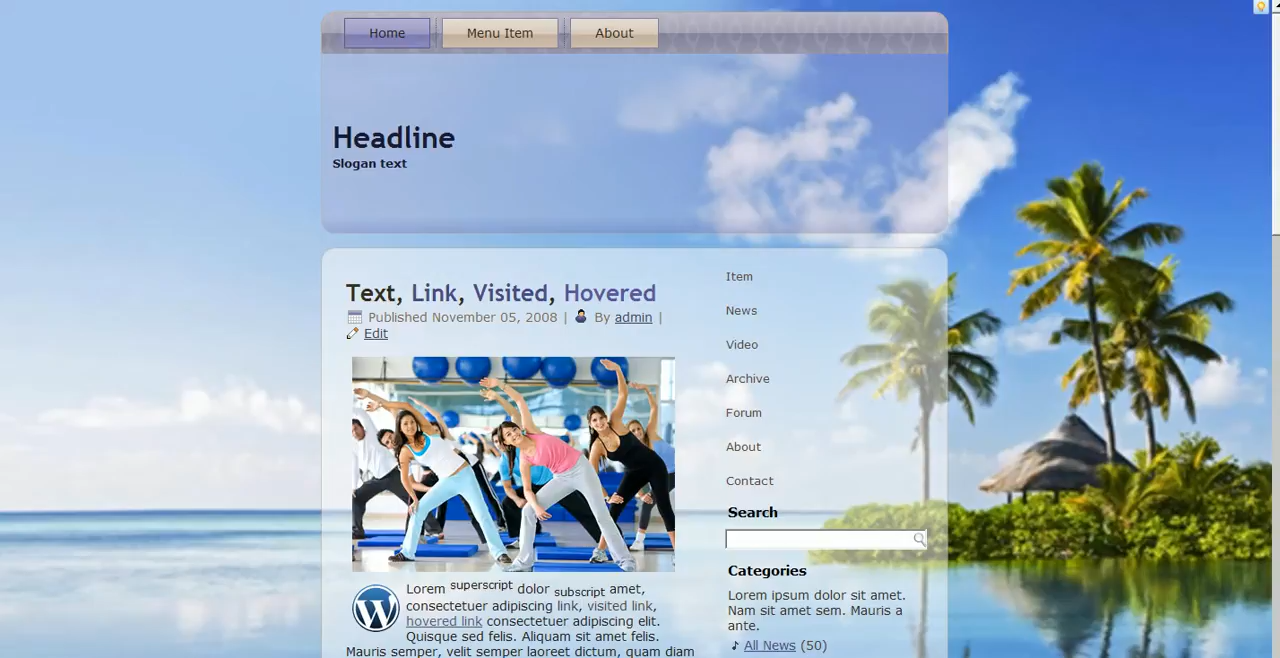 Home Menu Item About
Headline
Slogan text
Text, Link, Visited, Hovered
Published November 05, 2008 | By admin |
Edit
Lorem superscript dolor subscript amet,
consectetuer adipiscing link, visited link,
hovered link consectetuer adipiscing elit.
Quisque sed felis. Aliquam sit amet felis.
Mauris semper, velit semper laoreet dictum, quam diam
Item
News
Video
Archive
Forum
About
Contact
Search
Categories
Lorem ipsum dolor sit amet.
Nam sit amet sem. Mauris a
ante.
All News (50)